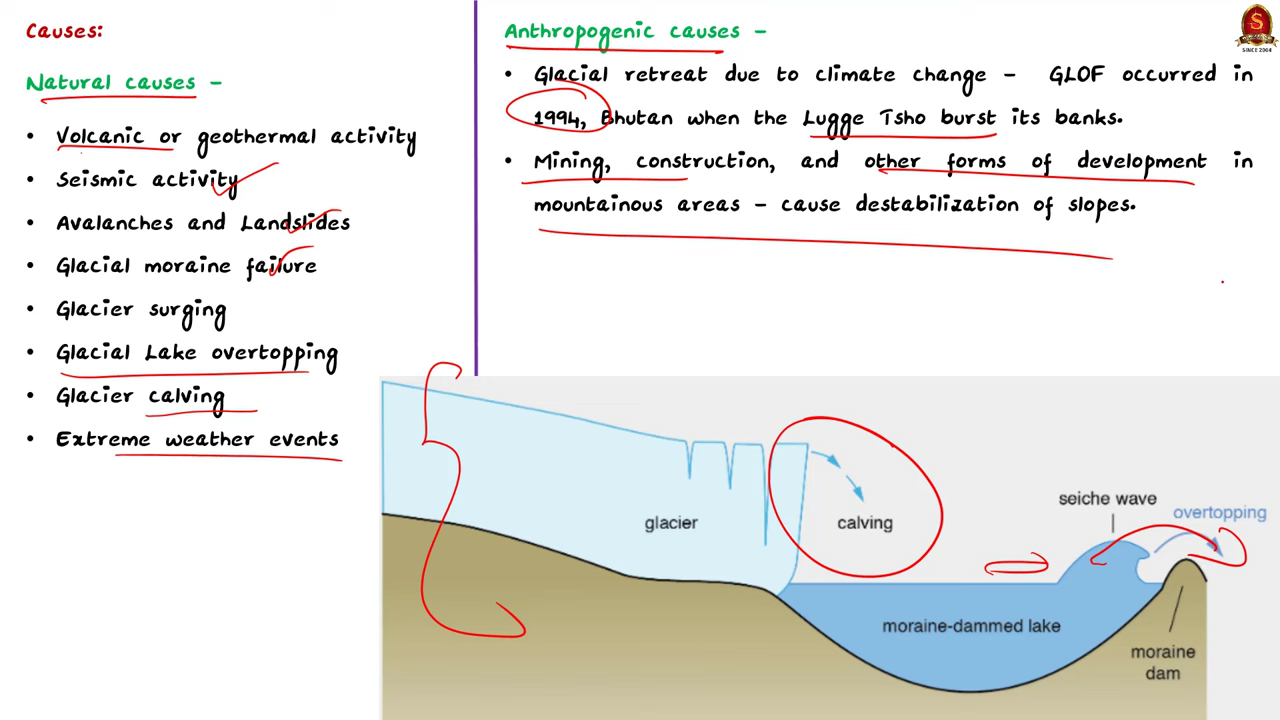 Causes:
Natural causes -
• Volcanic or geothermal activity
• Seismic activity
• Avalanches and Landslides
• Glacial moraine failure
• Glacier surging
• Glacial Lake overtopping
• Glacier calving
• Extreme weather events
Anthropogenic causes -
• Glacial retreat due to climate change - GLOF occurred in
1994, Bhutan when the Lugge Tsho burst its banks.
• Mining, construction, and other forms of development in
mountainous areas - cause destabilization of slopes.
S
SINCE 2004
glacier
calving
seiche wave
overtopping
moraine-dammed lake
moraine
dam